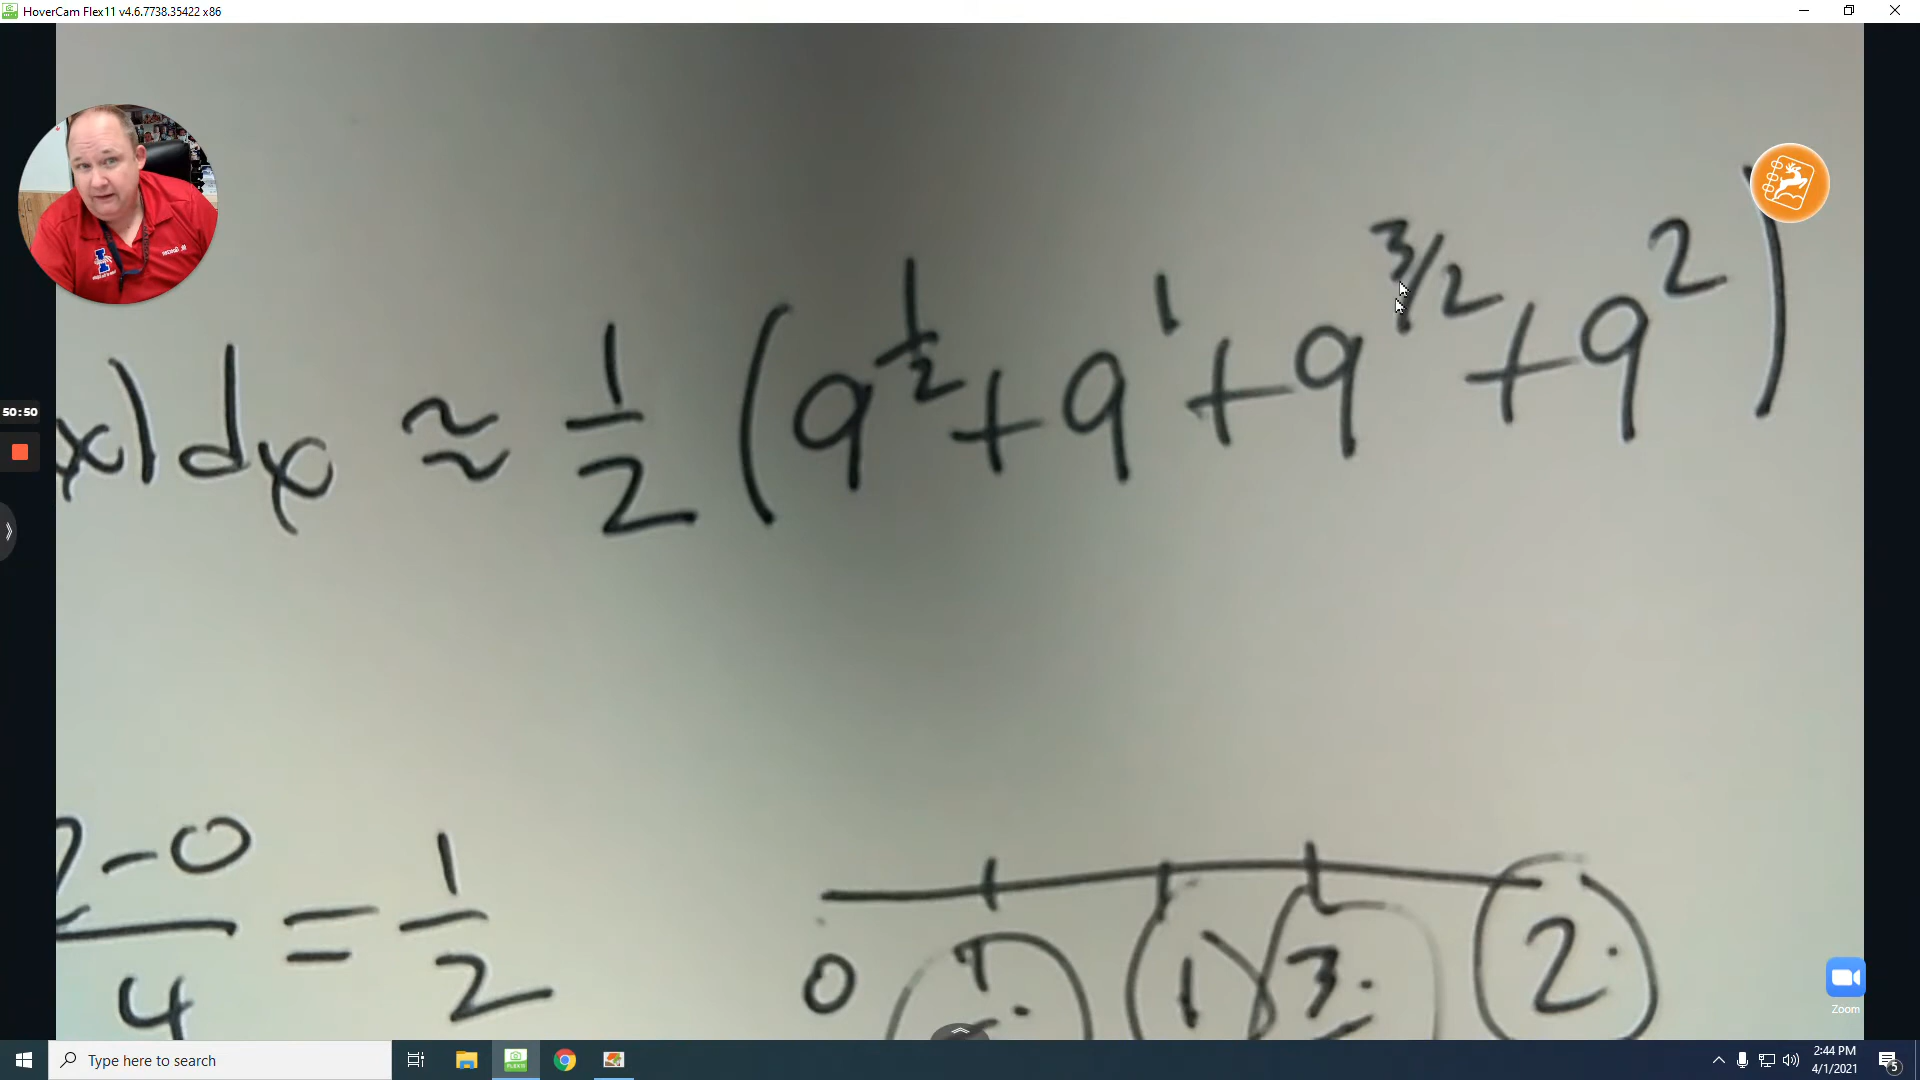 HoverCam Flex11 v4.6.7738.35422 x86
x) dx ≈ 1/2 (9^1/2 + 9^1 + 9^3/2 + 9^2)
50:50
2-0/4 = 1/2
0 1 3 2
Zoom
Type here to search
FLEX11
2:44 PM
4/1/2021
5